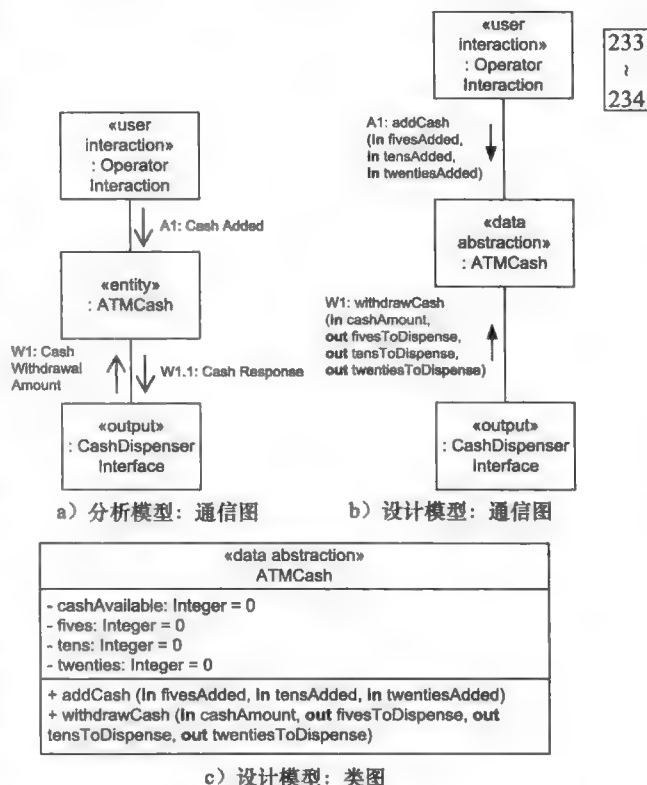 «user
interaction»
: Operator
Interaction
A1: Cash Added
«entity»
: ATMCash
W1: Cash
Withdrawal
Amount
W1.1: Cash Response
«output»
: CashDispenser
Interface
a）分析模型：通信图
«user
interaction»
: Operator
Interaction
A1: addCash
(in fivesAdded,
in tensAdded,
in twentiesAdded)
«data
abstraction»
: ATMCash
W1: withdrawCash
(in cashAmount,
out fivesToDispense,
out tensToDispense,
out twentiesToDispense)
«output»
: CashDispenser
Interface
b）设计模型：通信图
233
~
234
«data abstraction»
ATMCash
- cashAvailable: Integer = 0
- fives: Integer = 0
- tens: Integer = 0
- twenties: Integer = 0
+ addCash (in fivesAdded, in tensAdded, in twentiesAdded)
+ withdrawCash (in cashAmount, out fivesToDispense, out
tensToDispense, out twentiesToDispense)
c）设计模型：类图